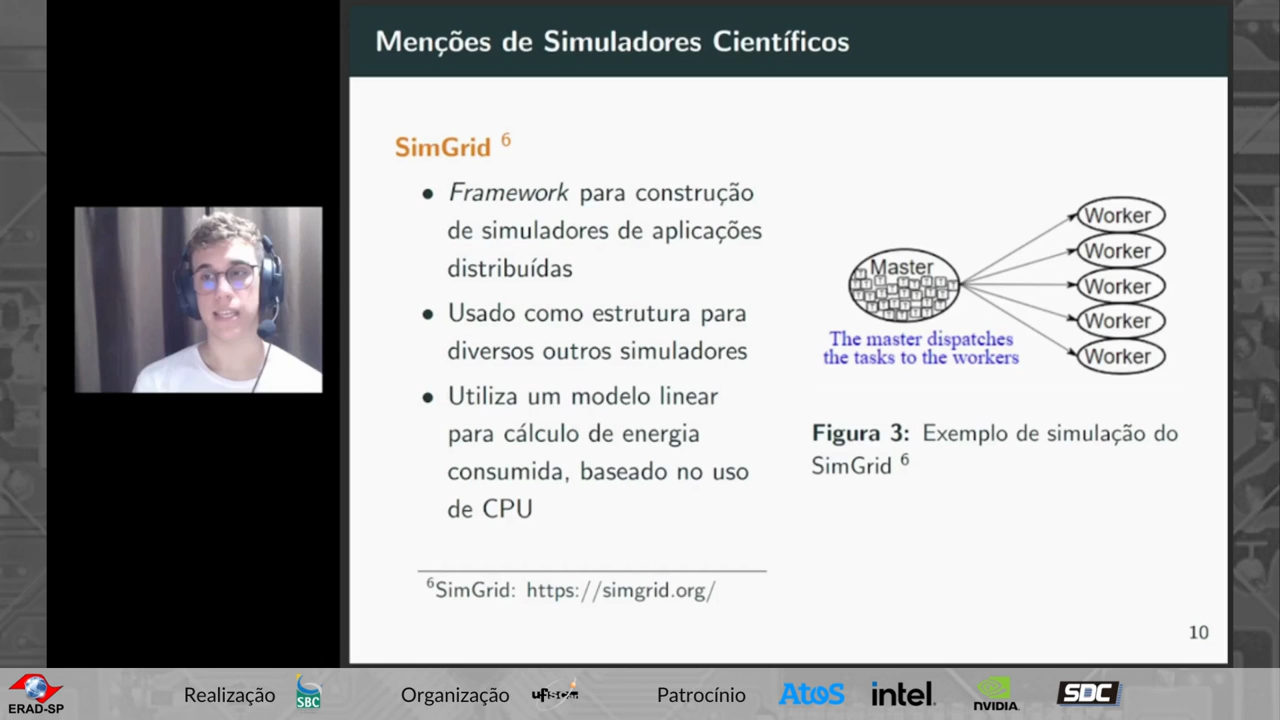 Menções de Simuladores Científicos
SimGrid 6
• Framework para construção
de simuladores de aplicações
distribuídas
• Usado como estrutura para
diversos outros simuladores
• Utiliza um modelo linear
para cálculo de energia
consumida, baseado no uso
de CPU
6SimGrid: https://simgrid.org/
Master
Worker
Worker
Worker
Worker
Worker
The master dispatches
the tasks to the workers
Figura 3: Exemplo de simulação do
SimGrid 6
10
ERAD-SP
Realização
SBC
Organização
ufscar
Patrocínio
Atos
intel.
NVIDIA
SDC